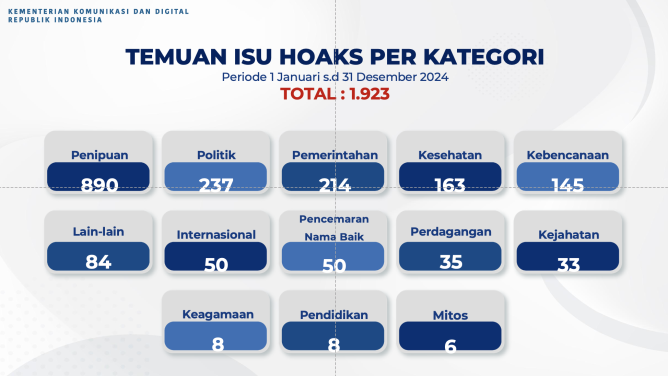 KEMENTERIAN KOMUNIKASI DAN DIGITAL
REPUBLIK INDONESIA
TEMUAN ISU HOAKS PER KATEGORI
Periode 1 Januari s.d 31 Desember 2024
TOTAL : 1.923
Penipuan
890
Politik
237
Pemerintahan
214
Kesehatan
163
Kebencanaan
145
Lain-lain
84
Internasional
50
Pencemaran
Nama Baik
50
Perdagangan
35
Kejahatan
33
Keagamaan
8
Pendidikan
8
Mitos
6